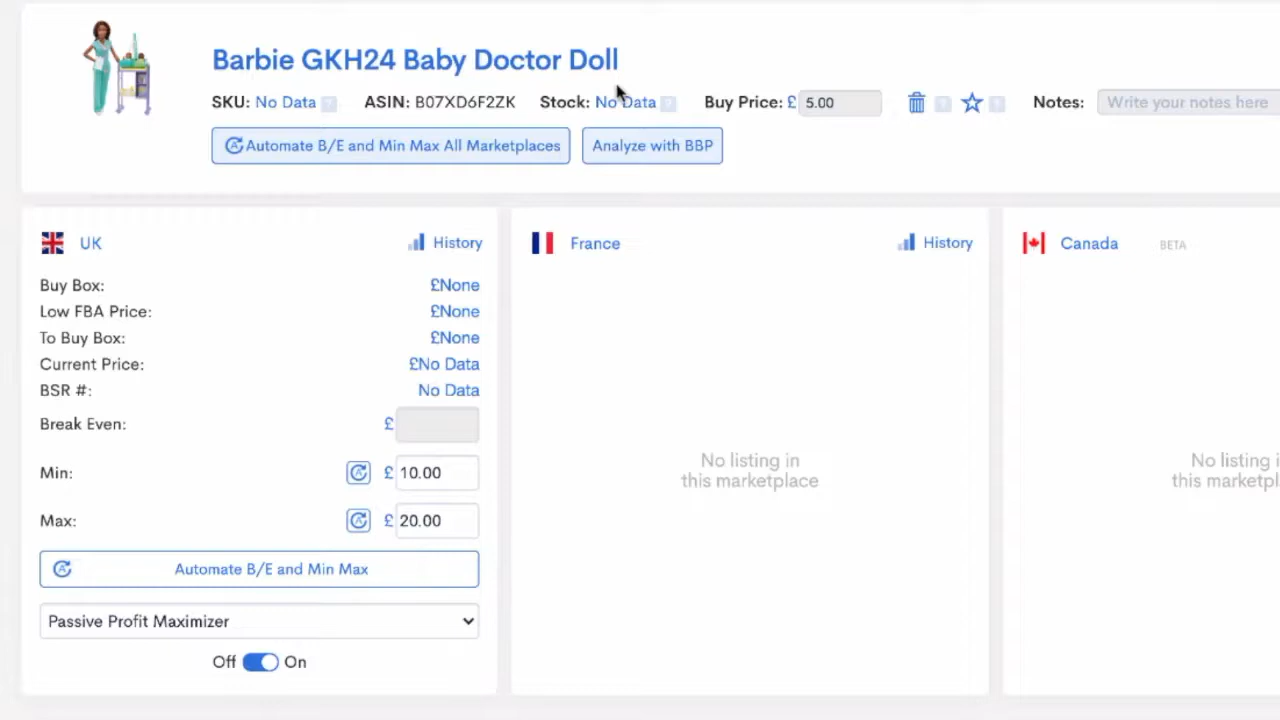 Barbie GKH24 Baby Doctor Doll
SKU: No Data ? ASIN: B07XD6F2ZK Stock: No Data ? Buy Price: £ 5.00 ? ? Notes: Write your notes here
Automate B/E and Min Max All Marketplaces Analyze with BBP
UK History
Buy Box: £None
Low FBA Price: £None
To Buy Box: £None
Current Price: £No Data
BSR #: No Data
Break Even: £
Min: £ 10.00
Max: £ 20.00
Automate B/E and Min Max
Passive Profit Maximizer
Off On
France History
No listing in
this marketplace
Canada BETA
No listing
this